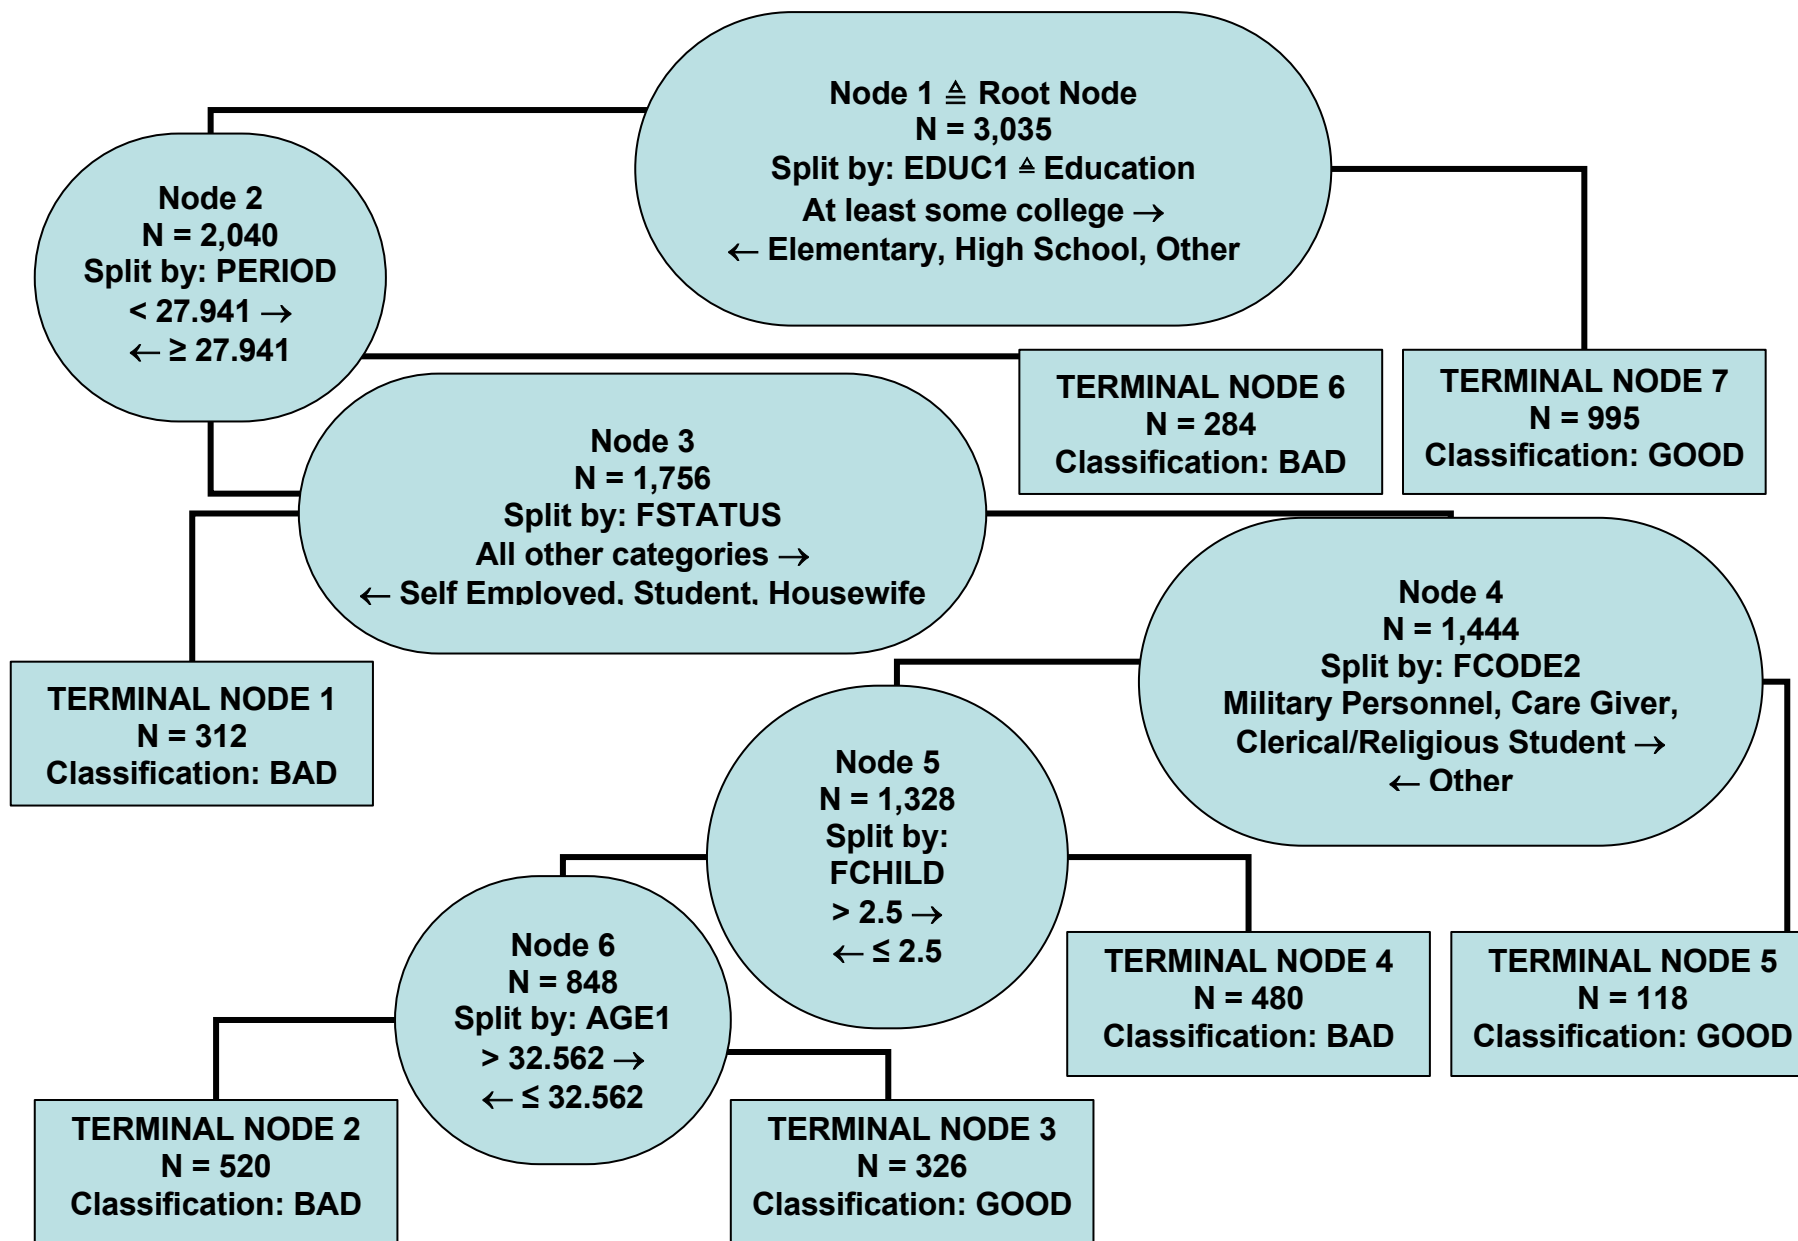 Node 1 ≜ Root Node
N = 3,035
Split by: EDUC1 ≜ Education
At least some college →
← Elementary, High School, Other
Node 2
N = 2,040
Split by: PERIOD
< 27.941 →
← ≥ 27.941
TERMINAL NODE 6
N = 284
Classification: BAD
TERMINAL NODE 7
N = 995
Classification: GOOD
Node 3
N = 1,756
Split by: FSTATUS
All other categories →
← Self Employed, Student, Housewife
Node 4
N = 1,444
Split by: FCODE2
Military Personnel, Care Giver,
Clerical/Religious Student →
← Other
TERMINAL NODE 1
N = 312
Classification: BAD
Node 5
N = 1,328
Split by:
FCHILD
> 2.5 →
← ≤ 2.5
Node 6
N = 848
Split by: AGE1
> 32.562 →
← ≤ 32.562
TERMINAL NODE 4
N = 480
Classification: BAD
TERMINAL NODE 5
N = 118
Classification: GOOD
TERMINAL NODE 2
N = 520
Classification: BAD
TERMINAL NODE 3
N = 326
Classification: GOOD